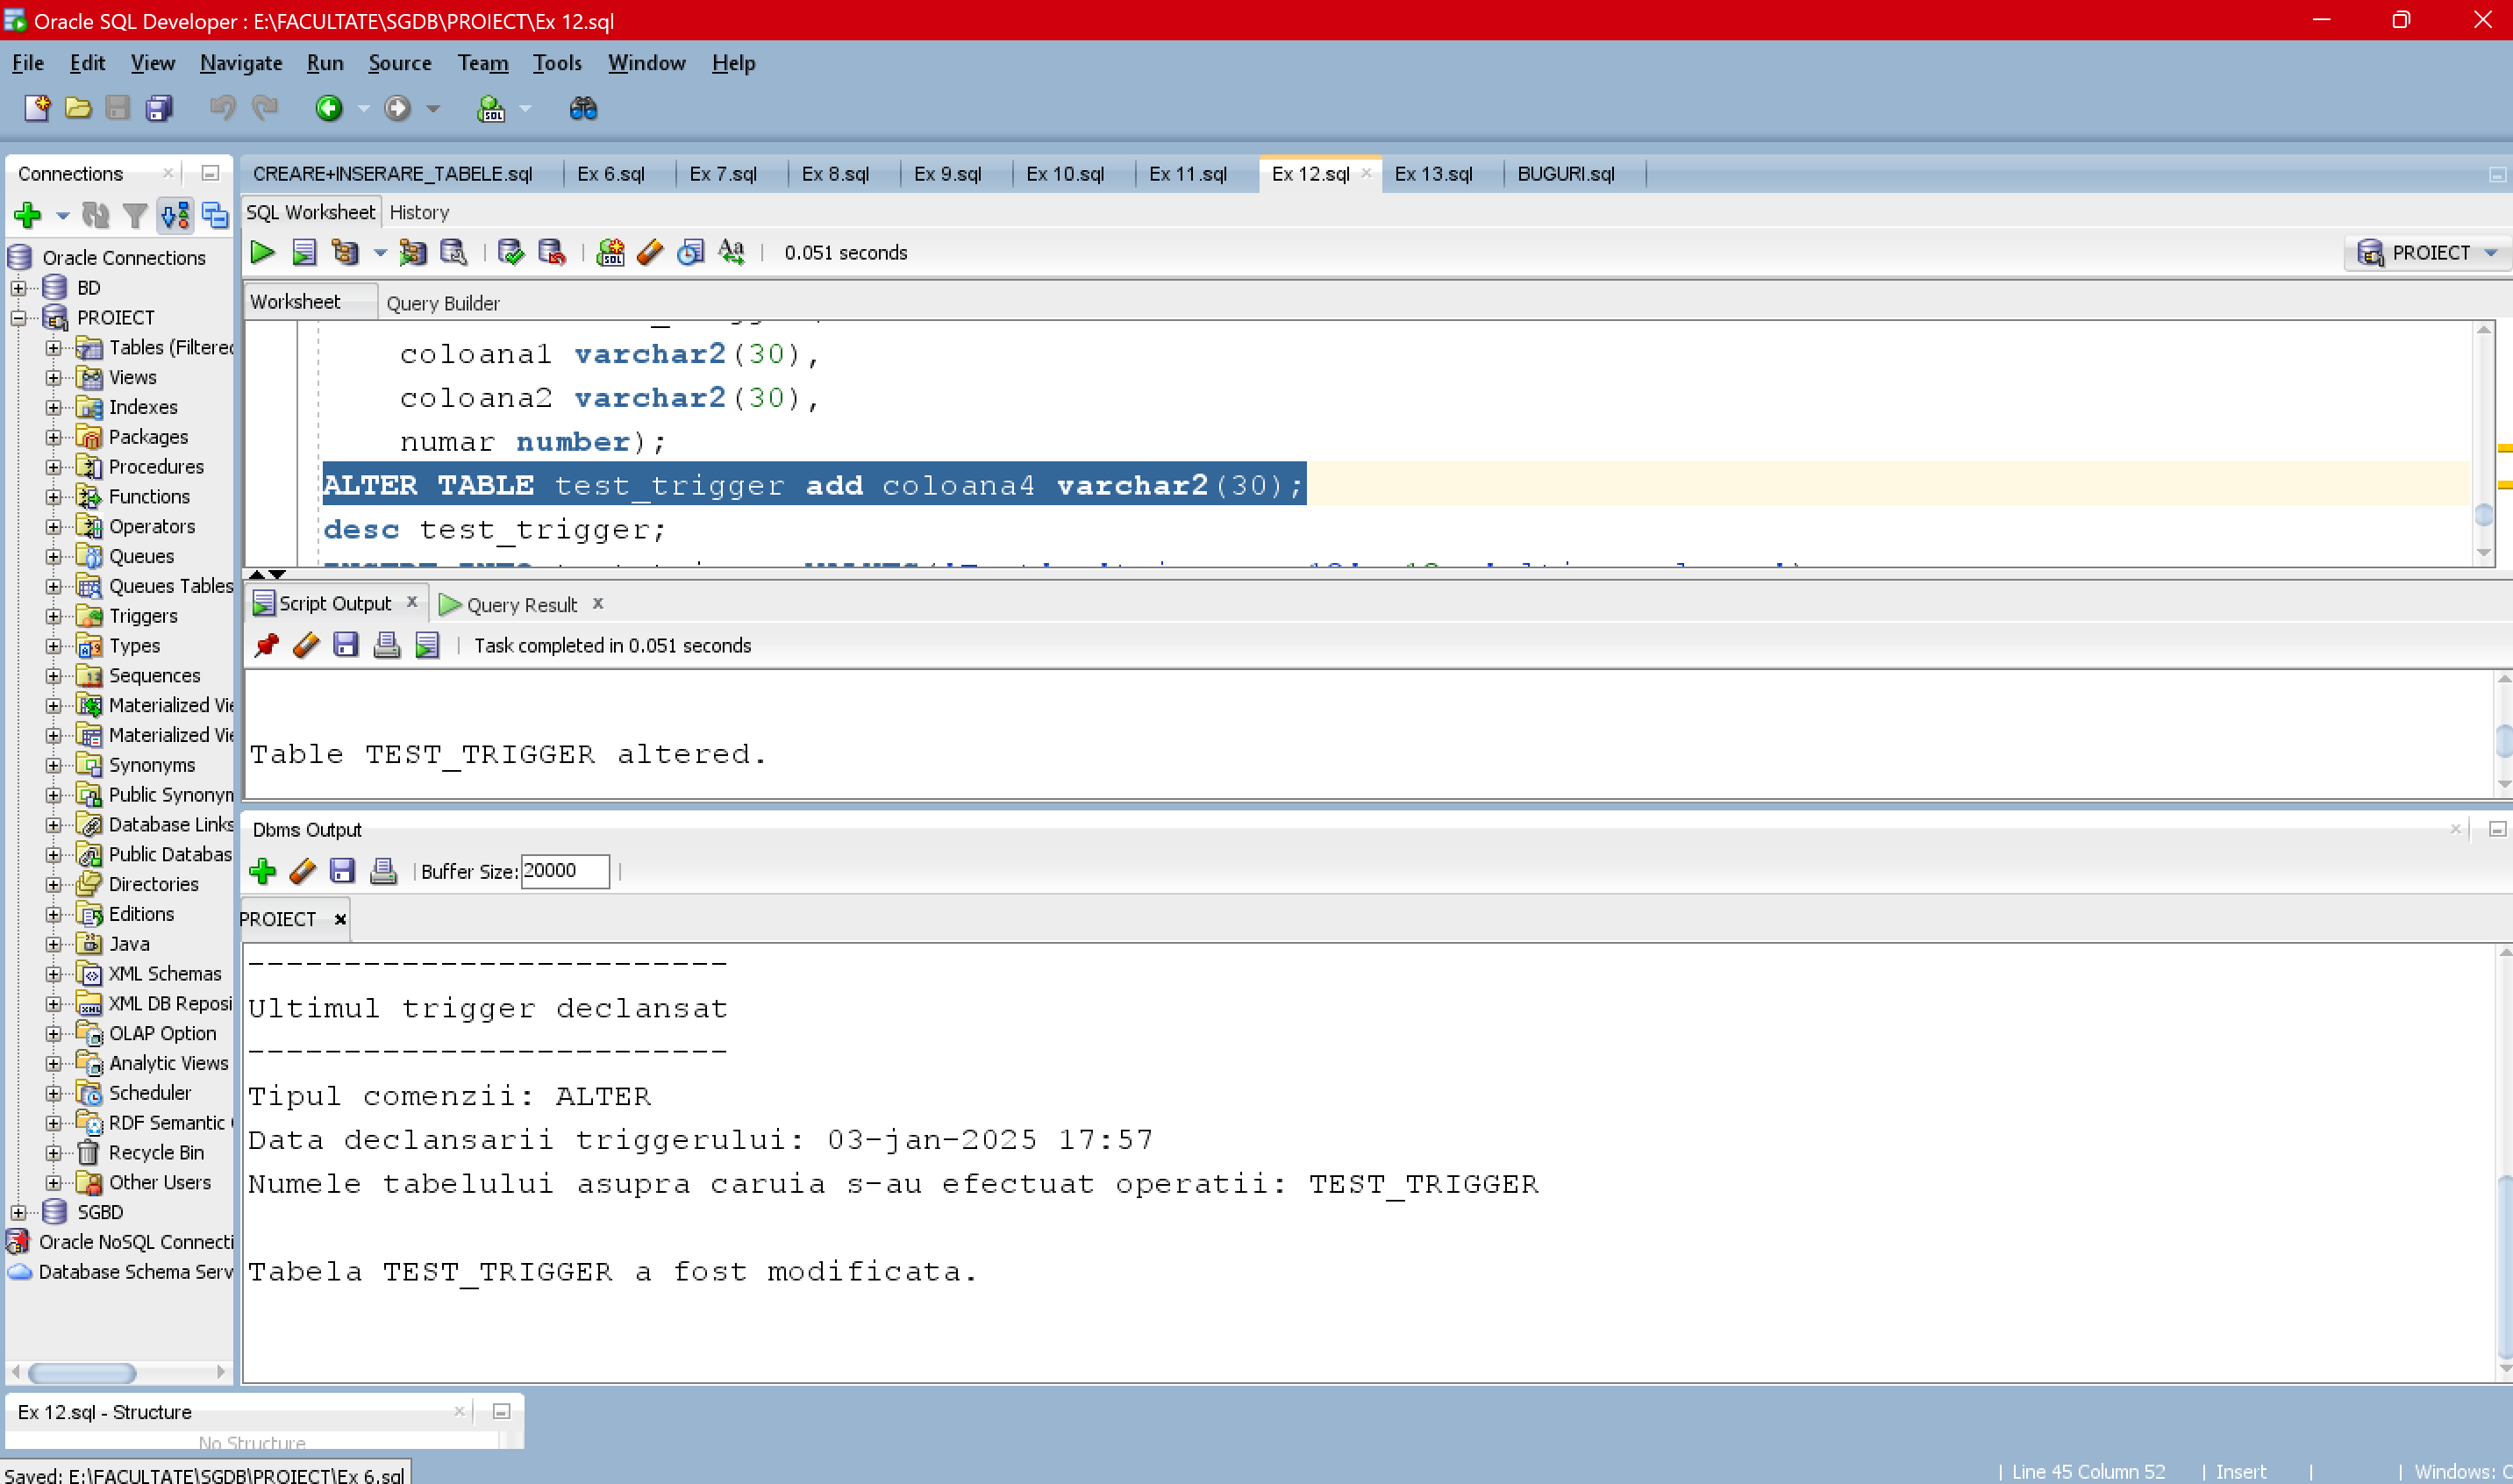 Oracle SQL Developer : E:\FACULTATE\SGDB\PROIECT\Ex 12.sql
File Edit View Navigate Run Source Team Tools Window Help
Connections
CREARE+INSERARE_TABELE.sql Ex 6.sql Ex 7.sql Ex 8.sql Ex 9.sql Ex 10.sql Ex 11.sql Ex 12.sql Ex 13.sql BUGURI.sql
SQL Worksheet History
0.051 seconds
PROIECT
Worksheet Query Builder
Oracle Connections
BD
PROIECT
Tables (Filtered
Views
Indexes
Packages
Procedures
Functions
Operators
Queues
Queues Tables
Triggers
Types
Sequences
Materialized Vie
Materialized Vie
Synonyms
Public Synonym
Database Links
Public Databas
Directories
Editions
Java
XML Schemas
XML DB Reposi
OLAP Option
Analytic Views
Scheduler
RDF Semantic
Recycle Bin
Other Users
SGBD
Oracle NoSQL Connecti
Database Schema Serv
coloana1 varchar2(30),
coloana2 varchar2(30),
numar number);
ALTER TABLE test_trigger add coloana4 varchar2(30);
desc test_trigger;
Script Output Query Result
Task completed in 0.051 seconds
Table TEST_TRIGGER altered.
Dbms Output
Buffer Size: 20000
PROIECT
-------------------------
Ultimul trigger declansat
-------------------------
Tipul comenzii: ALTER
Data declansarii triggerului: 03-jan-2025 17:57
Numele tabelului asupra caruia s-au efectuat operatii: TEST_TRIGGER
Tabela TEST_TRIGGER a fost modificata.
Ex 12.sql - Structure
No Structure
Saved: E:\FACULTATE\SGDB\PROIECT\Ex 6.sql
Line 45 Column 52 | Insert | | Windows: C